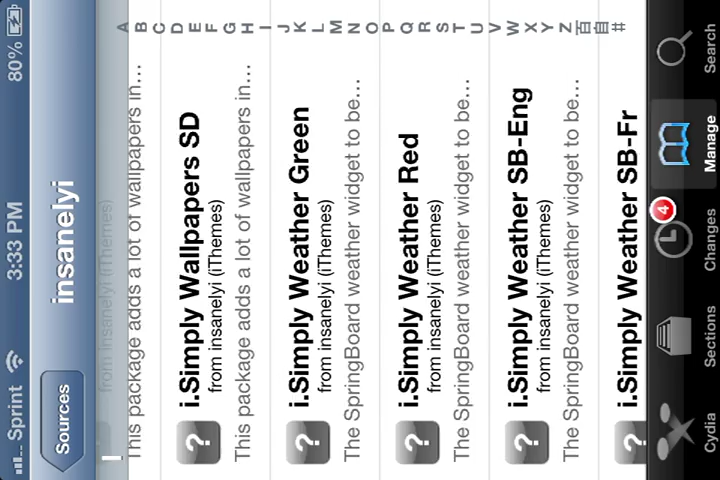 Sprint 3:33 PM 80%
Sources insanelyi
I
from insanelyi (iThemes)
This package adds a lot of wallpapers in...
i.Simply Wallpapers SD
from insanelyi (iThemes)
This package adds a lot of wallpapers in...
i.Simply Weather Green
from insanelyi (iThemes)
The SpringBoard weather widget to be...
i.Simply Weather Red
from insanelyi (iThemes)
The SpringBoard weather widget to be...
i.Simply Weather SB-Eng
from insanelyi (iThemes)
The SpringBoard weather widget to be...
i.Simply Weather SB-Fr
A
B
C
D
E
F
G
H
I
J
K
L
M
N
O
P
Q
R
S
T
U
V
W
X
Y
Z
#
4
Cydia Sections Changes Manage Search